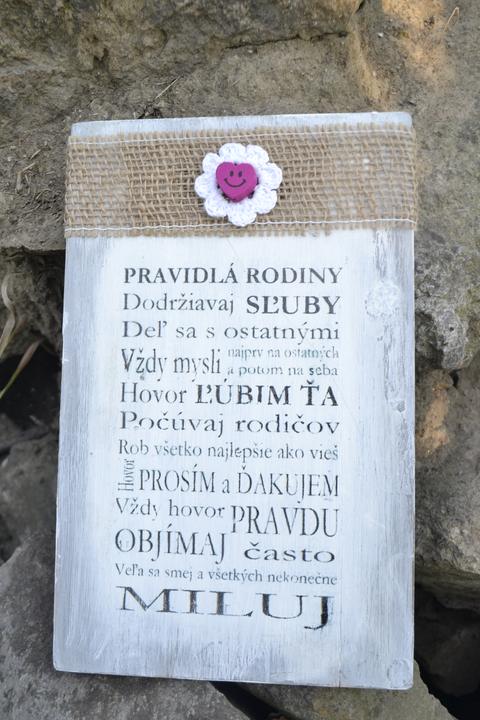 PRAVIDLÁ RODINY
Dodržiavaj SĽUBY
Deľ sa s ostatnými
Vždy mysli najprv na ostatných
a potom na seba
Hovor ĽÚBIM ŤA
Počúvaj rodičov
Rob všetko najlepšie ako vieš
Hovor PROSÍM a ĎAKUJEM
Vždy hovor PRAVDU
OBJÍMAJ často
Veľa sa smej a všetkých nekonečne
MILUJ